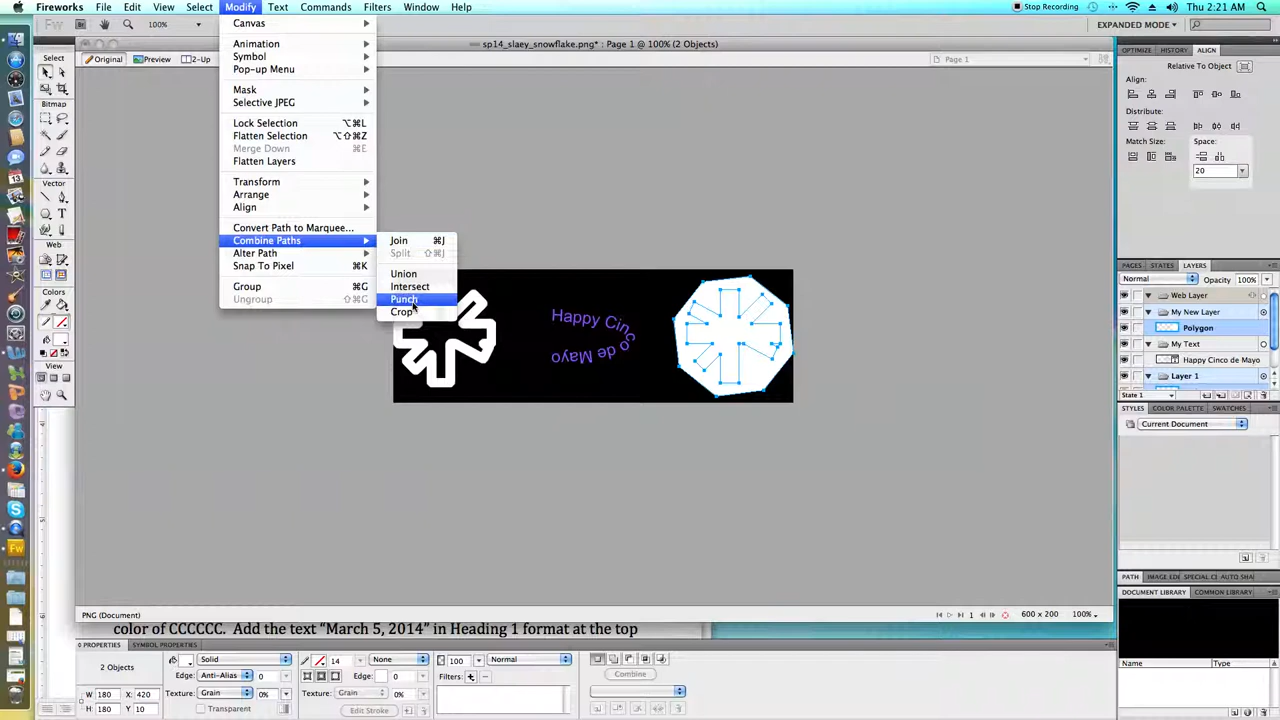 Fireworks File Edit View Select Modify Text Commands Filters Window Help
Stop Recording Thu 2:21 AM
Fw 100% EXPANDED MODE
sp14_slaey_snowflake.png* : Page 1 @ 100% (2 Objects)
Original Preview 2-Up Page 1
Select
Bitmap
Vector
Web
Colors
View
Canvas
Animation
Symbol
Pop-up Menu
Mask
Selective JPEG
Lock Selection ⌥⌘L
Flatten Selection ⌥⇧⌘Z
Merge Down ⌘E
Flatten Layers
Transform
Arrange
Align
Convert Path to Marquee...
Combine Paths
Alter Path
Snap To Pixel ⌘K
Group ⌘G
Ungroup ⇧⌘G
Join ⌘J
Split ⇧⌘J
Union
Intersect
Punch
Crop
Happy Cinco de Mayo
OPTIMIZE HISTORY ALIGN
Relative To Object
Align:
Distribute:
Match Size: Space:
20
PAGES STATES LAYERS
Normal Opacity 100%
Web Layer
My New Layer
Polygon
My Text
Happy Cinco de Mayo
Layer 1
State 1
STYLES COLOR PALETTE SWATCHES
Current Document
PATH IMAGE EDI SPECIAL CI AUTO SHA
DOCUMENT LIBRARY COMMON LIBRARY
Name Type
PNG (Document) 1 600 x 200 100%
color of CCCCCC. Add the text “March 5, 2014” in Heading 1 format at the top
PROPERTIES SYMBOL PROPERTIES
2 Objects
Solid 14 None 100 Normal
Edge: Anti-Alias 0 Edge: 0 Filters:
Texture: Grain 0% Texture: Grain 0%
Transparent Edit Stroke
Combine
W: 180 X: 420
H: 180 Y: 10